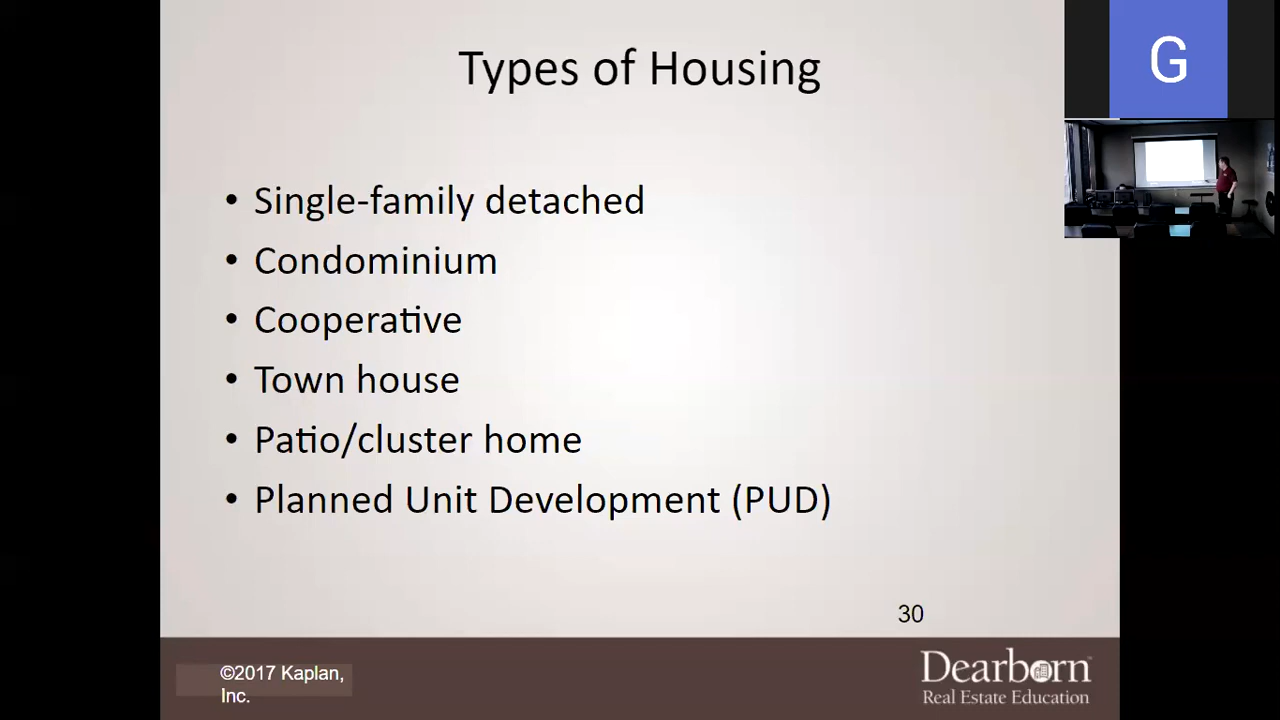 Types of Housing
G
• Single-family detached
• Condominium
• Cooperative
• Town house
• Patio/cluster home
• Planned Unit Development (PUD)
30
©2017 Kaplan,
Inc.
Dearborn™
Real Estate Education